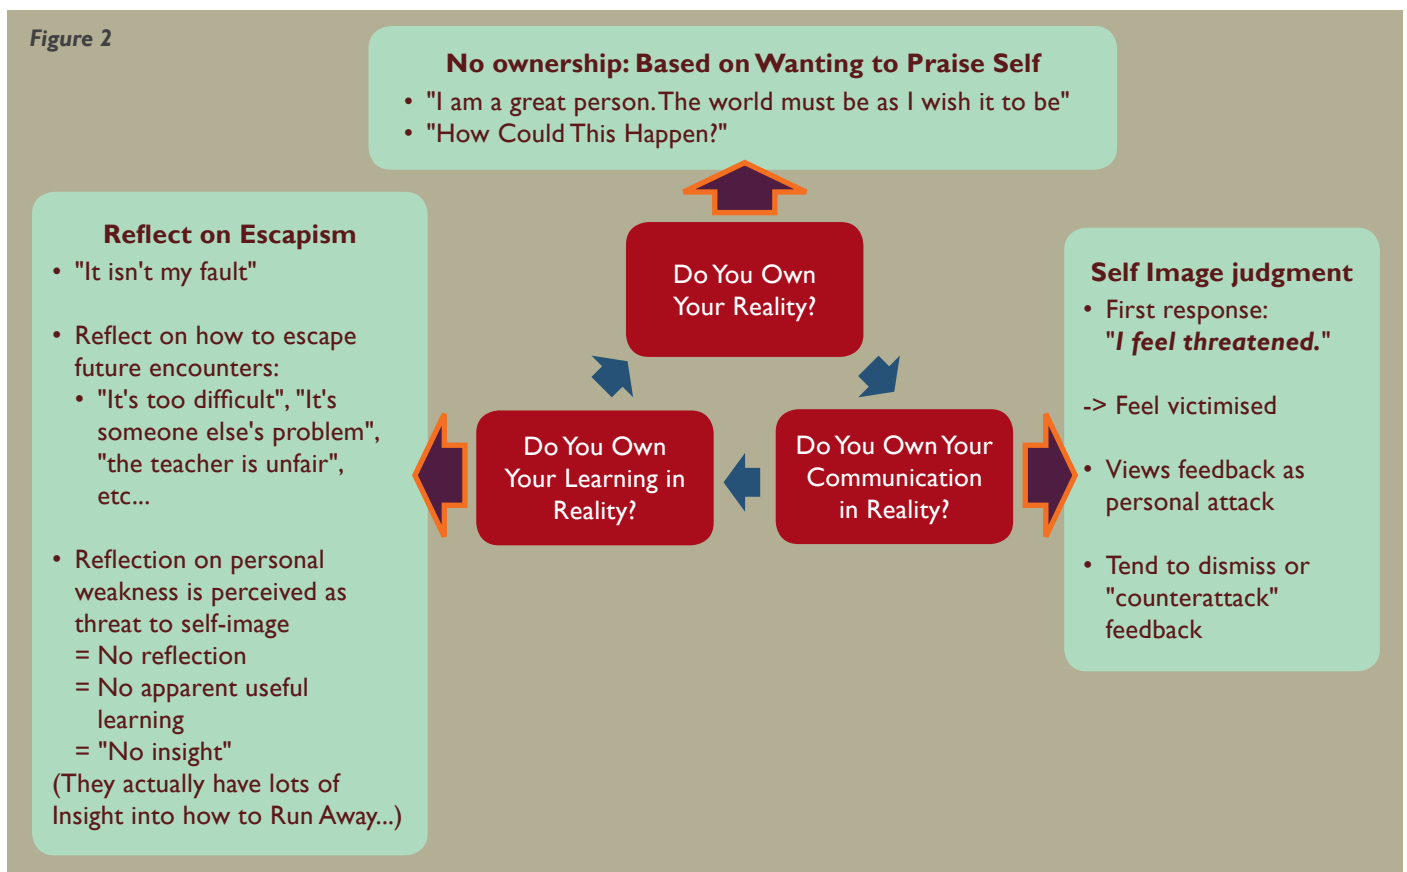 Figure 2
No ownership: Based on Wanting to Praise Self
• "I am a great person. The world must be as I wish it to be"
• "How Could This Happen?"
Reflect on Escapism
• "It isn't my fault"
• Reflect on how to escape
future encounters:
• "It's too difficult", "It's
someone else's problem",
"the teacher is unfair",
etc...
• Reflection on personal
weakness is perceived as
threat to self-image
= No reflection
= No apparent useful
learning
= "No insight"
(They actually have lots of
Insight into how to Run Away...)
Do You Own
Your Reality?
Do You Own
Your Learning in
Reality?
Do You Own Your
Communication
in Reality?
Self Image judgment
• First response:
"I feel threatened."
-> Feel victimised
• Views feedback as
personal attack
• Tend to dismiss or
"counterattack"
feedback